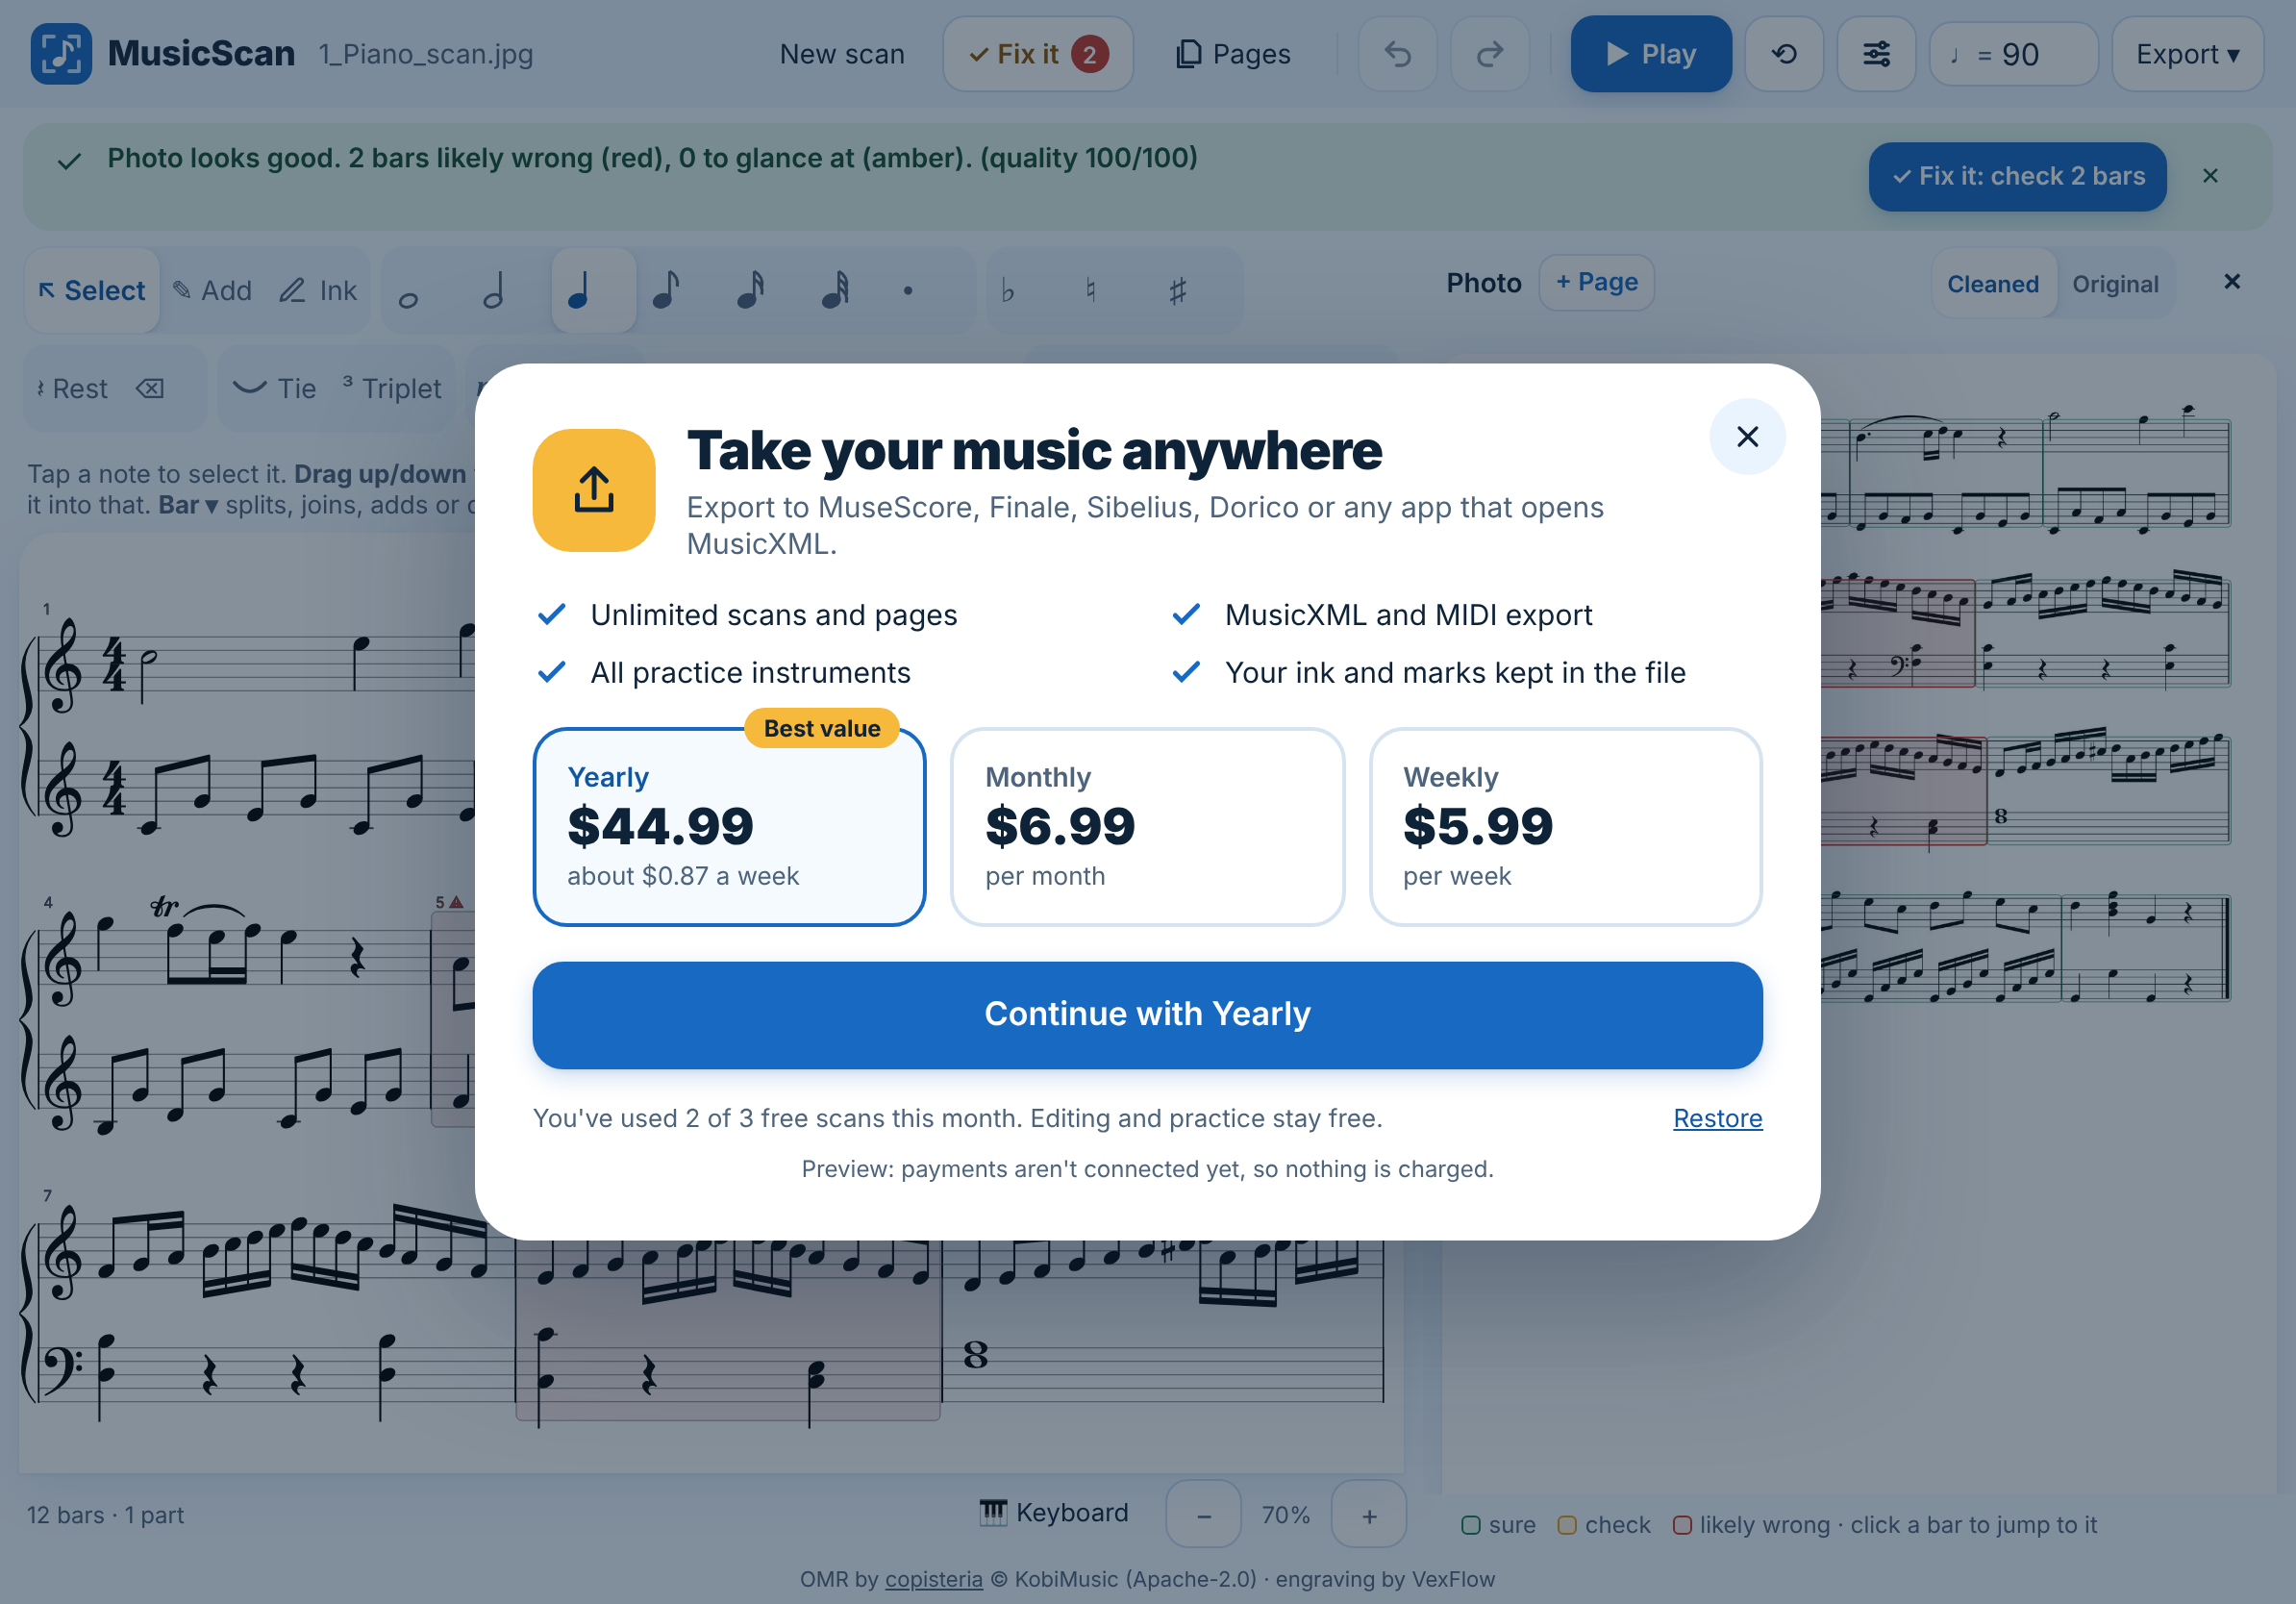 MusicScan 1_Piano_scan.jpg New scan ✓ Fix it 2 Pages Play ♩ = 90 Export ▾
✓ Photo looks good. 2 bars likely wrong (red), 0 to glance at (amber). (quality 100/100) ✓ Fix it: check 2 bars ✕
Select Add Ink Photo + Page Cleaned Original ✕
Rest Tie 3 Triplet
Tap a note to select it. Drag up/down
it into that. Bar ▾ splits, joins, adds or
Take your music anywhere
Export to MuseScore, Finale, Sibelius, Dorico or any app that opens
MusicXML.
Unlimited scans and pages MusicXML and MIDI export
All practice instruments Your ink and marks kept in the file
Best value
Yearly Monthly Weekly
$44.99 $6.99 $5.99
about $0.87 a week per month per week
Continue with Yearly
You've used 2 of 3 free scans this month. Editing and practice stay free. Restore
Preview: payments aren't connected yet, so nothing is charged.
1
4 tr 5
7
12 bars · 1 part Keyboard − 70% +
sure check likely wrong · click a bar to jump to it
OMR by copisteria © KobiMusic (Apache-2.0) · engraving by VexFlow